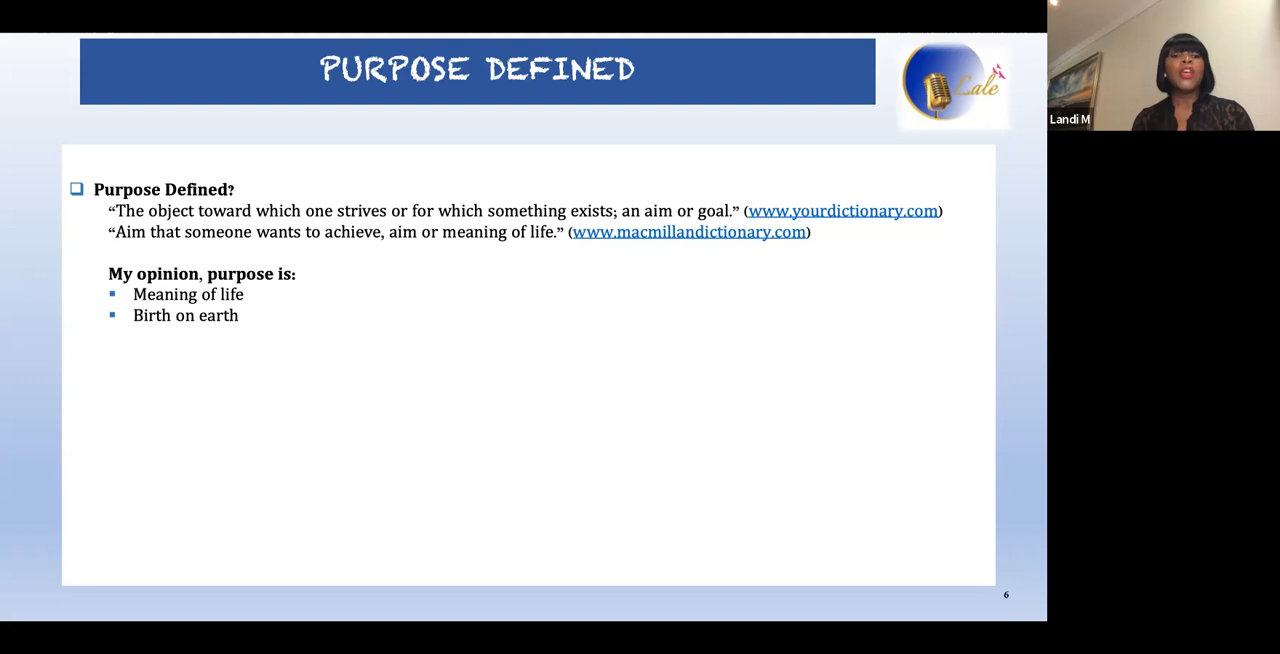 PURPOSE DEFINED
Lale
Landi M
Purpose Defined?
“The object toward which one strives or for which something exists; an aim or goal.” (www.yourdictionary.com)
“Aim that someone wants to achieve, aim or meaning of life.” (www.macmillandictionary.com)
My opinion, purpose is:
Meaning of life
Birth on earth
6